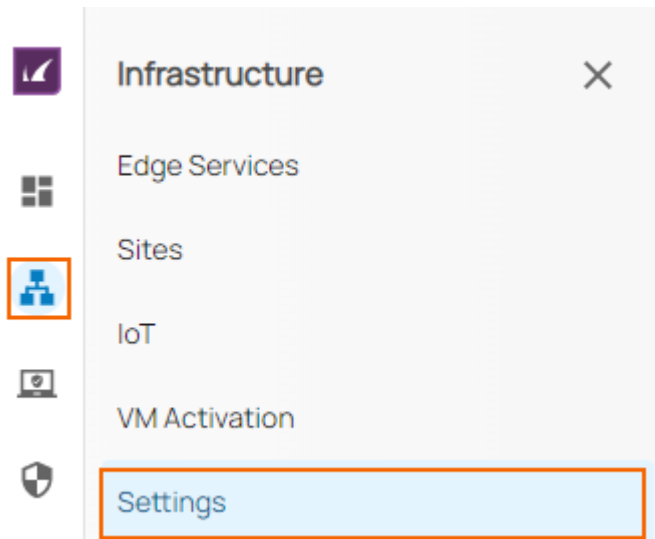 Infrastructure
Edge Services
Sites
IoT
VM Activation
Settings